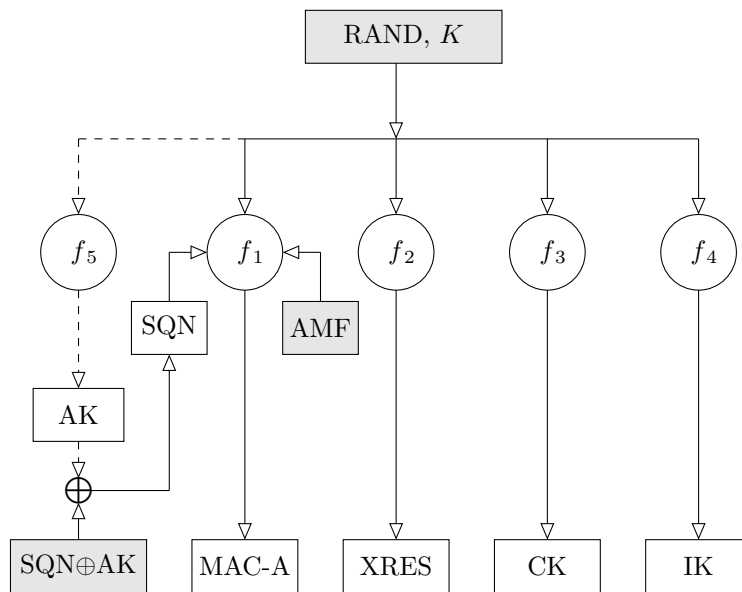 RAND, K
f5
f1
f2
f3
f4
SQN
AMF
AK
SQN⊕AK
MAC-A
XRES
CK
IK